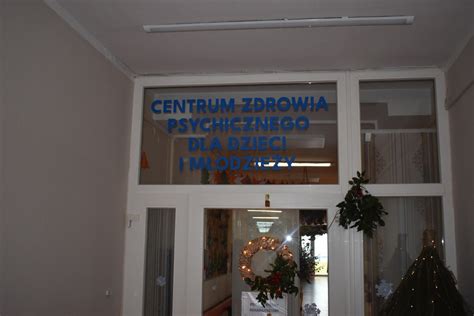 CENTRUM ZDROWIA
PSYCHICZNEGO
DLA DZIECI
I MŁODZIEŻY